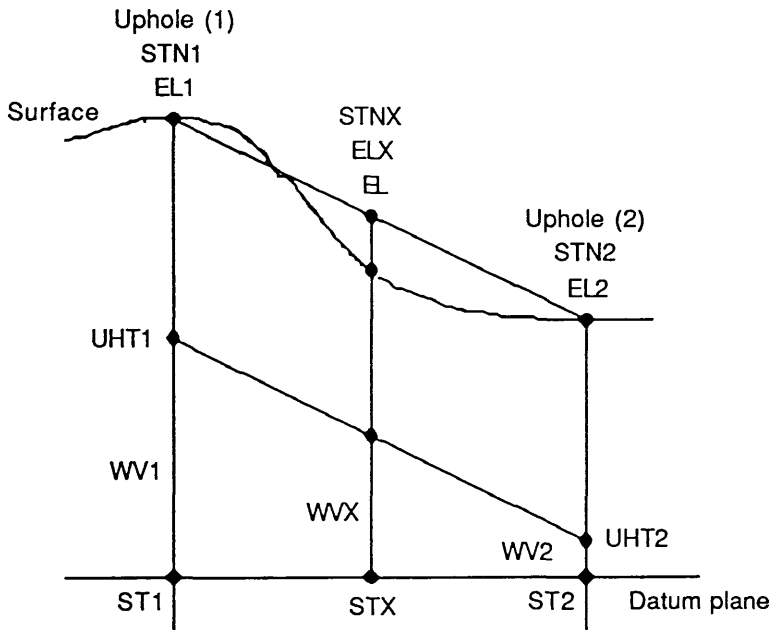 Uphole (1)
STN1
EL1
Surface
STNX
ELX
EL
Uphole (2)
STN2
EL2
UHT1
WV1
WVX
WV2
UHT2
ST1
STX
ST2
Datum plane